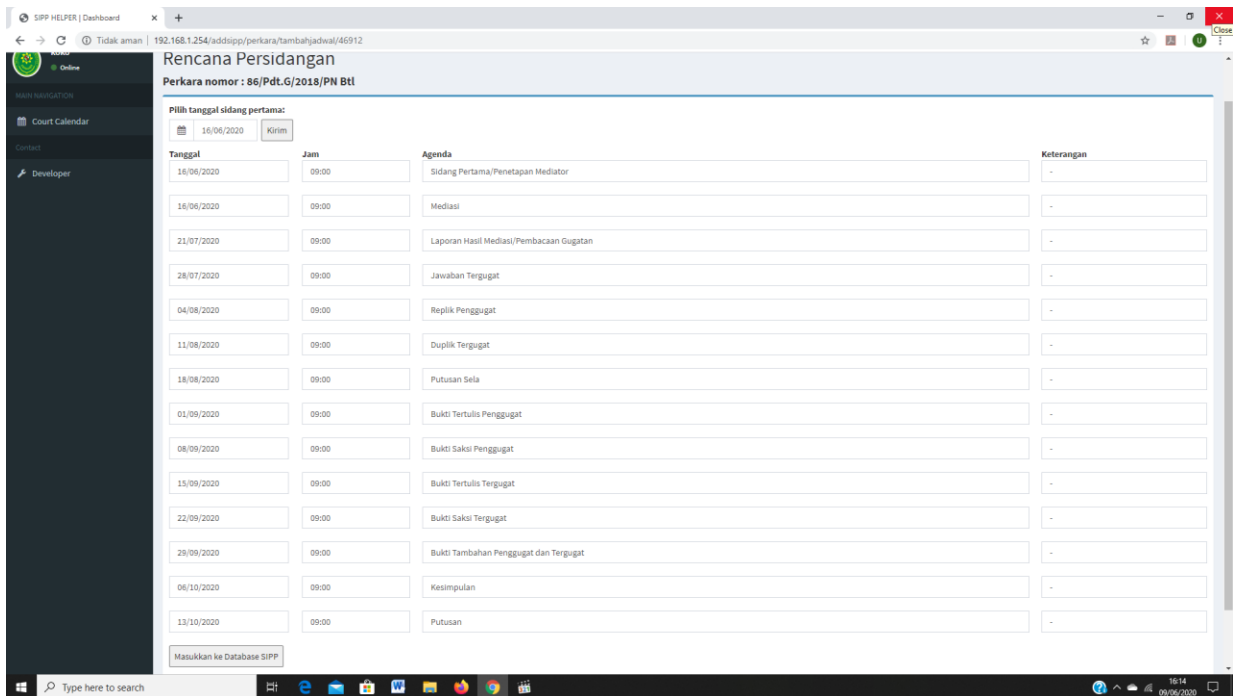 SIPP HELPER | Dashboard
Tidak aman | 192.168.1.254/addsipp/perkara/tambahjadwal/46912
U
Close
Online
MAIN NAVIGATION
Court Calendar
Contact
Developer
Rencana Persidangan
Perkara nomor : 86/Pdt.G/2018/PN Btl
Pilih tanggal sidang pertama:
16/06/2020 Kirim
Tanggal Jam Agenda Keterangan
16/06/2020 09:00 Sidang Pertama/Penetapan Mediator -
16/06/2020 09:00 Mediasi -
21/07/2020 09:00 Laporan Hasil Mediasi/Pembacaan Gugatan -
28/07/2020 09:00 Jawaban Tergugat -
04/08/2020 09:00 Replik Penggugat -
11/08/2020 09:00 Duplik Tergugat -
18/08/2020 09:00 Putusan Sela -
01/09/2020 09:00 Bukti Tertulis Penggugat -
08/09/2020 09:00 Bukti Saksi Penggugat -
15/09/2020 09:00 Bukti Tertulis Tergugat -
22/09/2020 09:00 Bukti Saksi Tergugat -
29/09/2020 09:00 Bukti Tambahan Penggugat dan Tergugat -
06/10/2020 09:00 Kesimpulan -
13/10/2020 09:00 Putusan -
Masukkan ke Database SIPP
Type here to search
16:14
09/06/2020